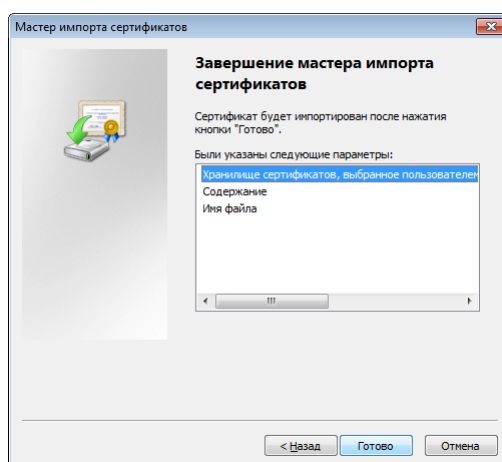 Мастер импорта сертификатов
Завершение мастера импорта
сертификатов
Сертификат будет импортирован после нажатия
кнопки "Готово".
Были указаны следующие параметры:
Хранилище сертификатов, выбранное пользователем
Содержание
Имя файла
< Назад
Готово
Отмена